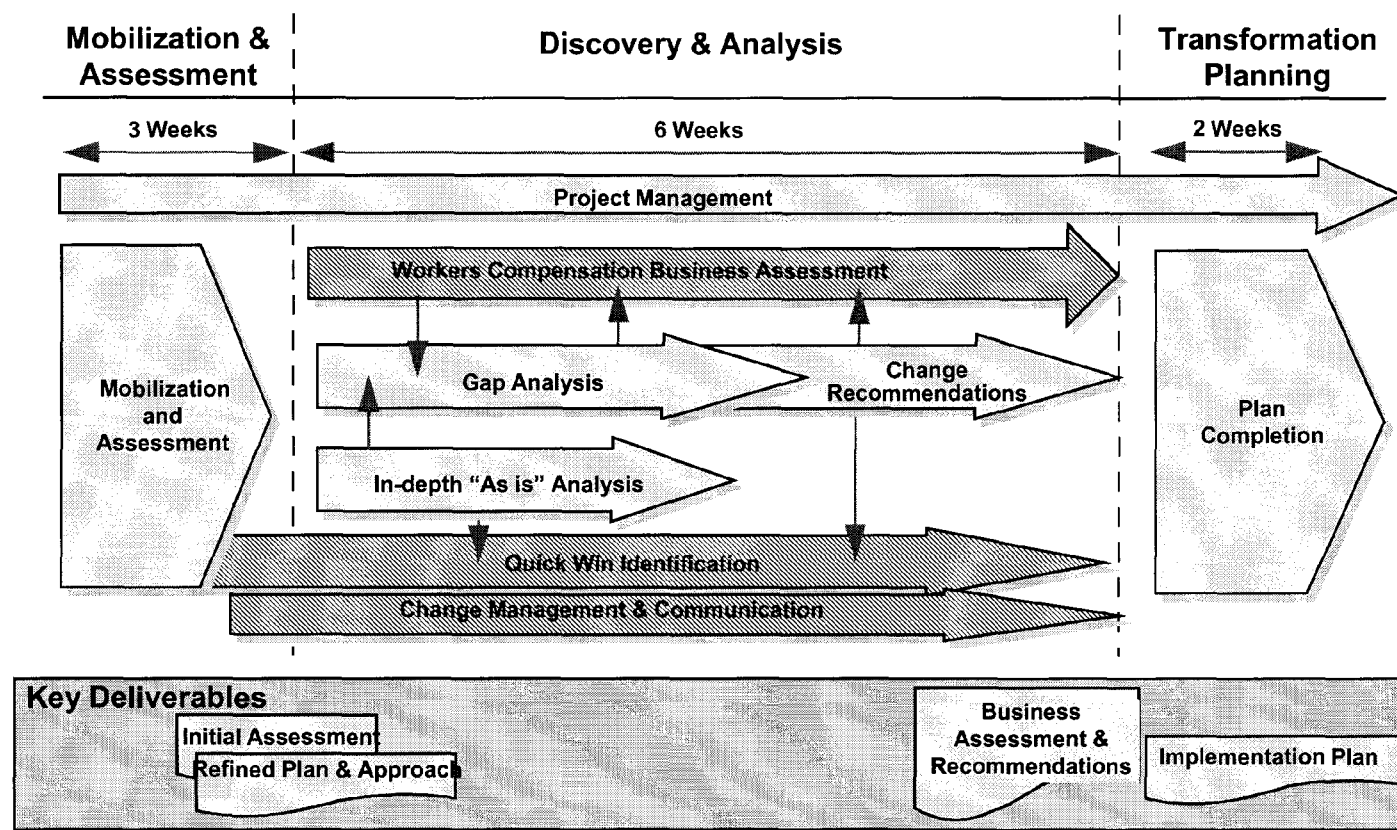 Mobilization &
Assessment
Discovery & Analysis
Transformation
Planning
3 Weeks
6 Weeks
2 Weeks
Project Management
Workers Compensation Business Assessment
Mobilization
and
Assessment
Gap Analysis
Change
Recommendations
Plan
Completion
In-depth “As is” Analysis
Quick Win Identification
Change Management & Communication
Key Deliverables
Initial Assessment
Refined Plan & Approach
Business
Assessment &
Recommendations
Implementation Plan